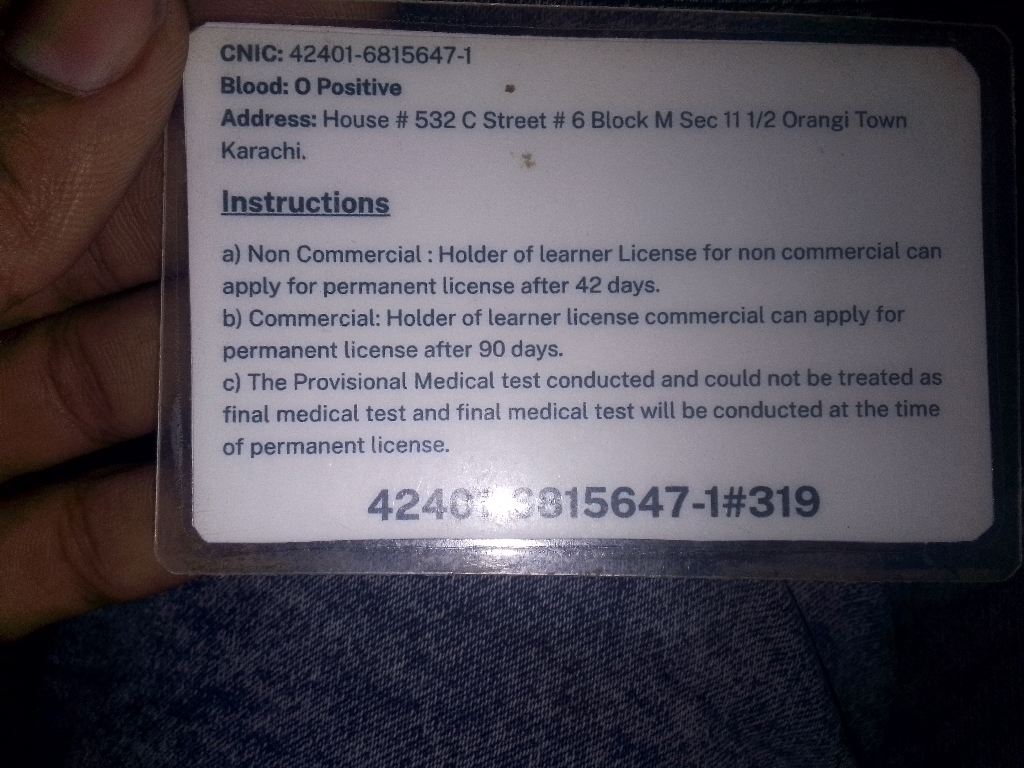 CNIC: 42401-6815647-1
Blood: O Positive
Address: House # 532 C Street # 6 Block M Sec 11 1/2 Orangi Town
Karachi.
Instructions
a) Non Commercial : Holder of learner License for non commercial can
apply for permanent license after 42 days.
b) Commercial: Holder of learner license commercial can apply for
permanent license after 90 days.
c) The Provisional Medical test conducted and could not be treated as
final medical test and final medical test will be conducted at the time
of permanent license.
42401-6815647-1#319